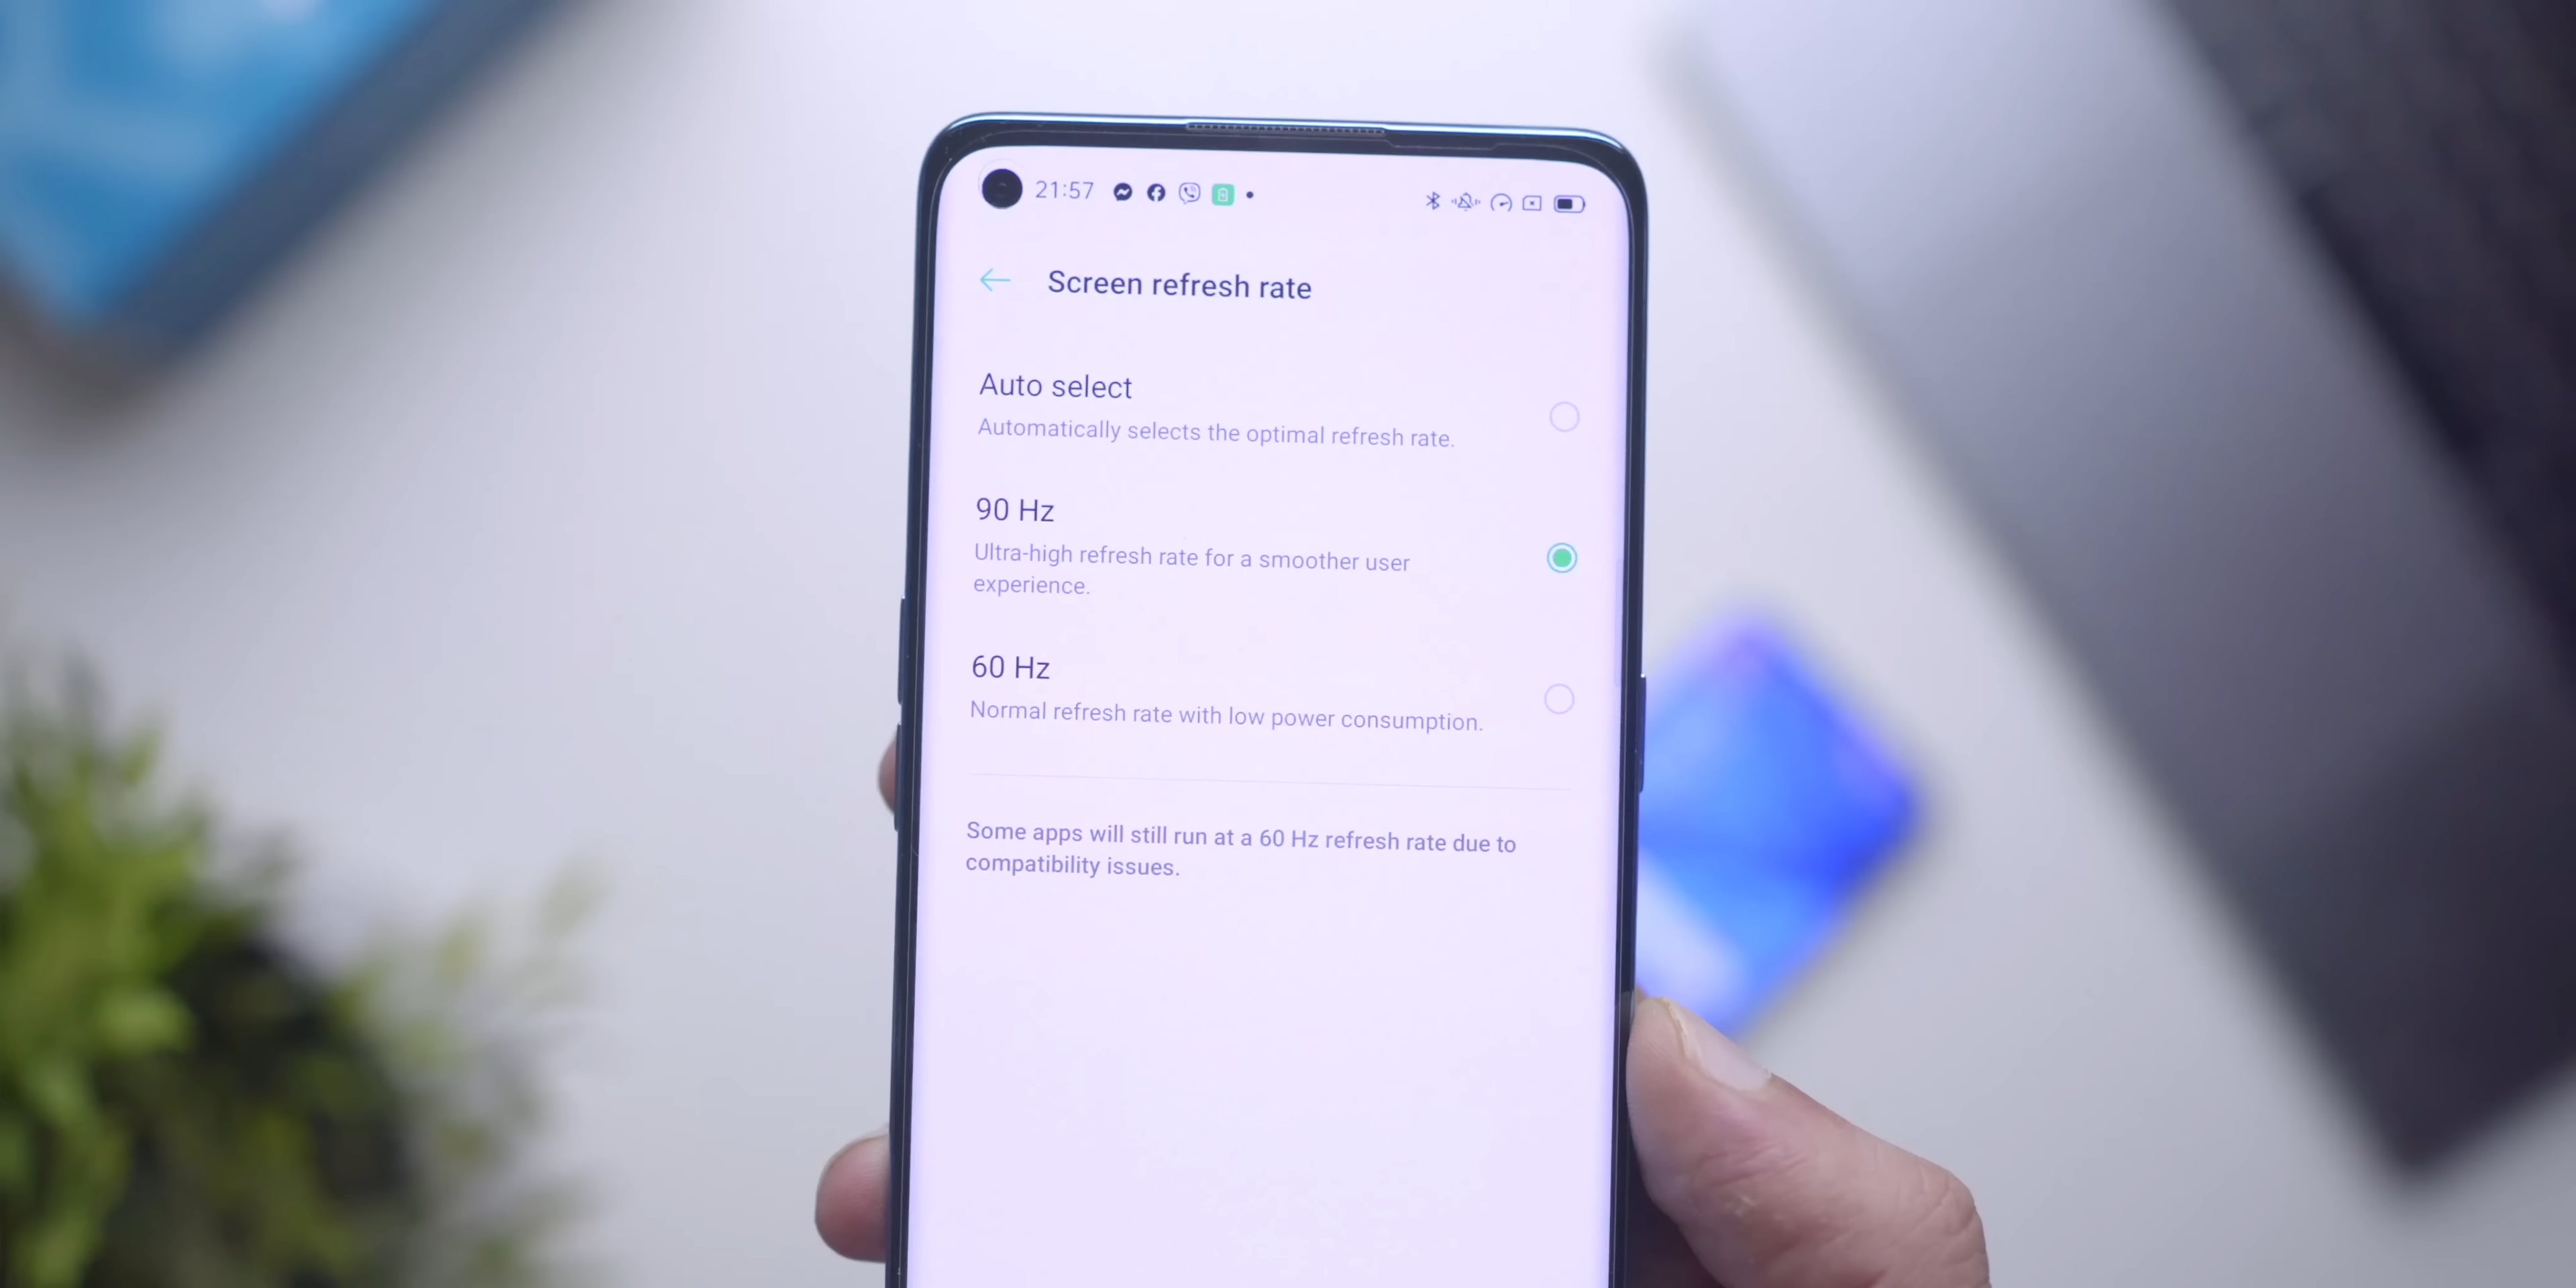 21:57
Screen refresh rate
Auto select
Automatically selects the optimal refresh rate.
90 Hz
Ultra-high refresh rate for a smoother user
experience.
60 Hz
Normal refresh rate with low power consumption.
Some apps will still run at a 60 Hz refresh rate due to
compatibility issues.